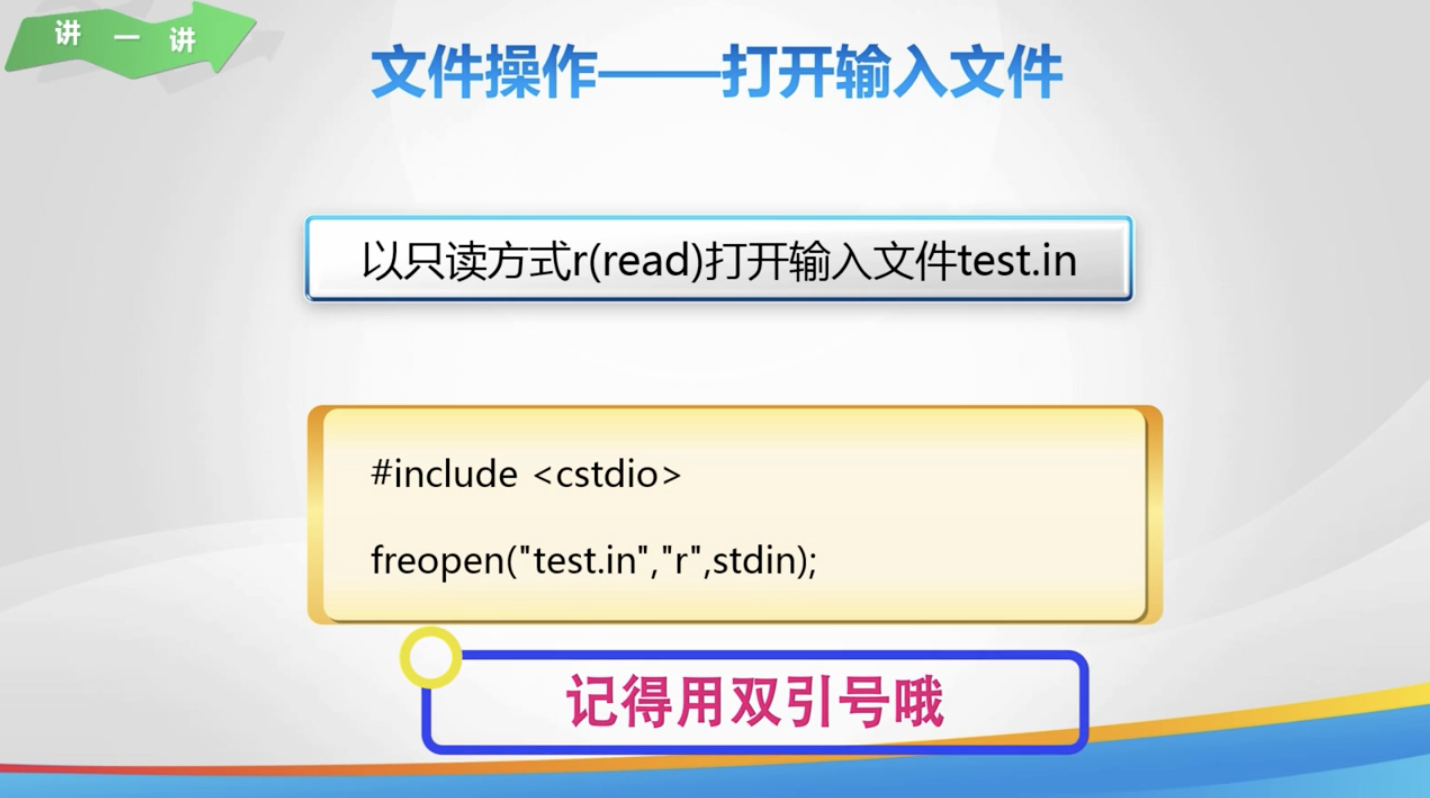 讲一讲
文件操作——打开输入文件
以只读方式r(read)打开输入文件test.in
#include <cstdio>
freopen("test.in","r",stdin);
记得用双引号哦